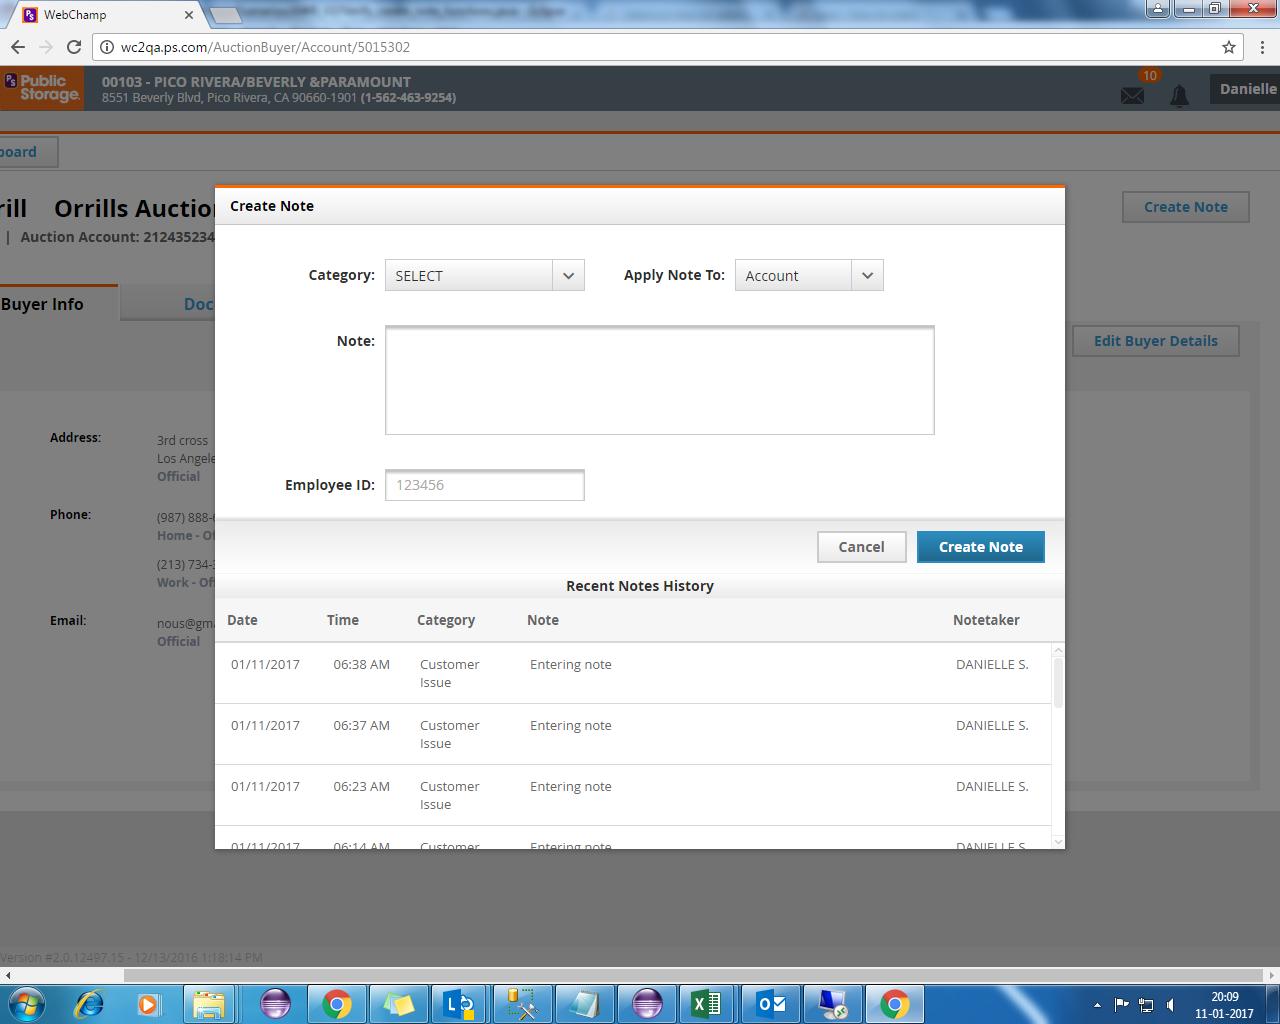 WebChamp
wc2qa.ps.com/AuctionBuyer/Account/5015302
PS Public Storage.
00103 - PICO RIVERA/BEVERLY &PARAMOUNT
8551 Beverly Blvd, Pico Rivera, CA 90660-1901 (1-562-463-9254)
10
Danielle
board
rill Orrills Auction
| Auction Account: 212435234
Create Note
Buyer Info
Doc
Edit Buyer Details
Address:
3rd cross
Los Angele
Official
Phone:
(987) 888-6
Home - Of
(213) 734-3
Work - Off
Email:
nous@gma
Official
Create Note
Category: SELECT
Apply Note To: Account
Note:
Employee ID: 123456
Cancel
Create Note
Recent Notes History
Date Time Category Note Notetaker
01/11/2017 06:38 AM Customer Issue Entering note DANIELLE S.
01/11/2017 06:37 AM Customer Issue Entering note DANIELLE S.
01/11/2017 06:23 AM Customer Issue Entering note DANIELLE S.
01/11/2017 06:14 AM Customer Entering note DANIELLE S.
Version #2.0.12497.15 - 12/13/2016 1:18:14 PM
20:09
11-01-2017